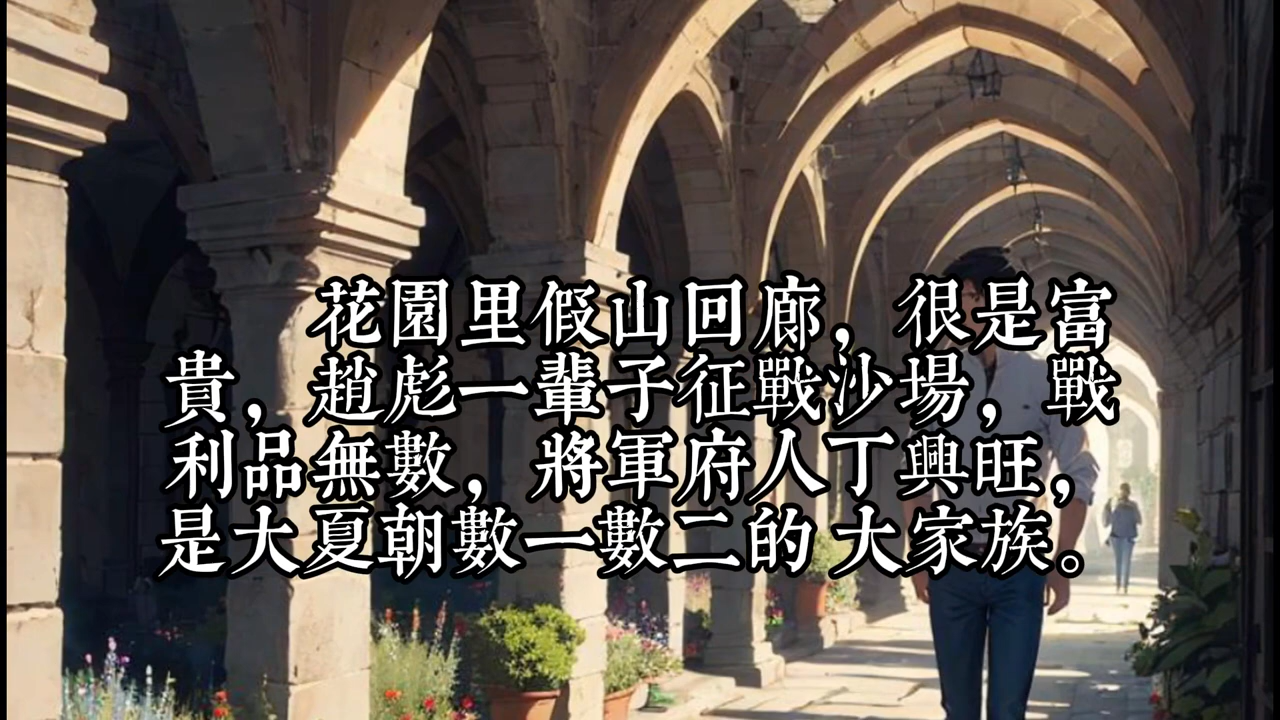 花園里假山回廊，很是富
貴，趙彪一輩子征戰沙場，戰
利品無數，將軍府人丁興旺，
是大夏朝數一數二的大家族。